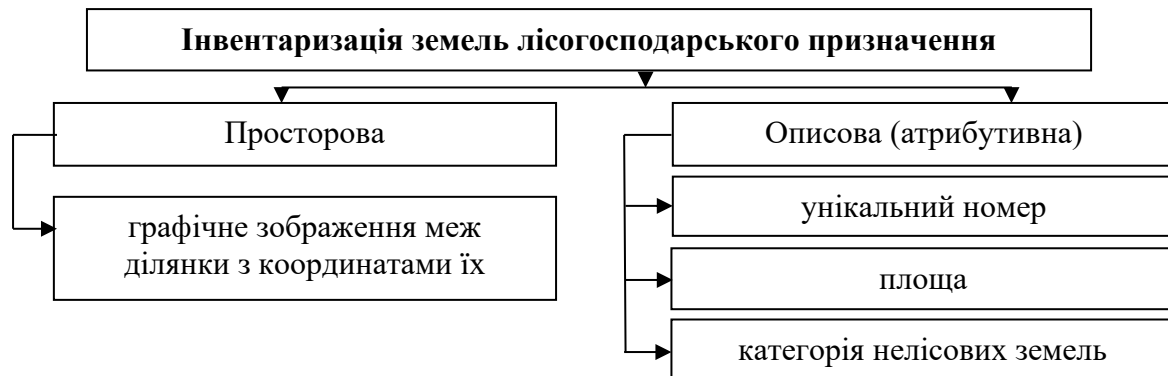 Інвентаризація земель лісогосподарського призначення
Просторова
графічне зображення меж
ділянки з координатами їх
Описова (атрибутивна)
унікальний номер
площа
категорія нелісових земель